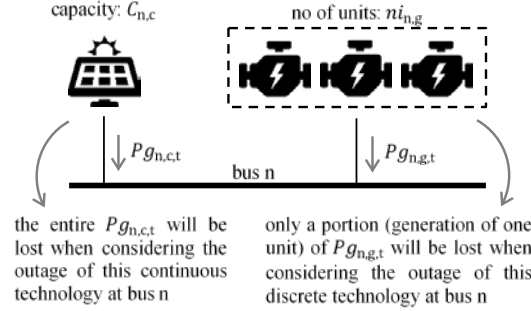 capacity: C_{n,c}
no of units: ni_{n,g}
Pg_{n,c,t}
Pg_{n,g,t}
bus n
the entire Pg_{n,c,t} will be
lost when considering the
outage of this continuous
technology at bus n
only a portion (generation of one
unit) of Pg_{n,g,t} will be lost when
considering the outage of this
discrete technology at bus n